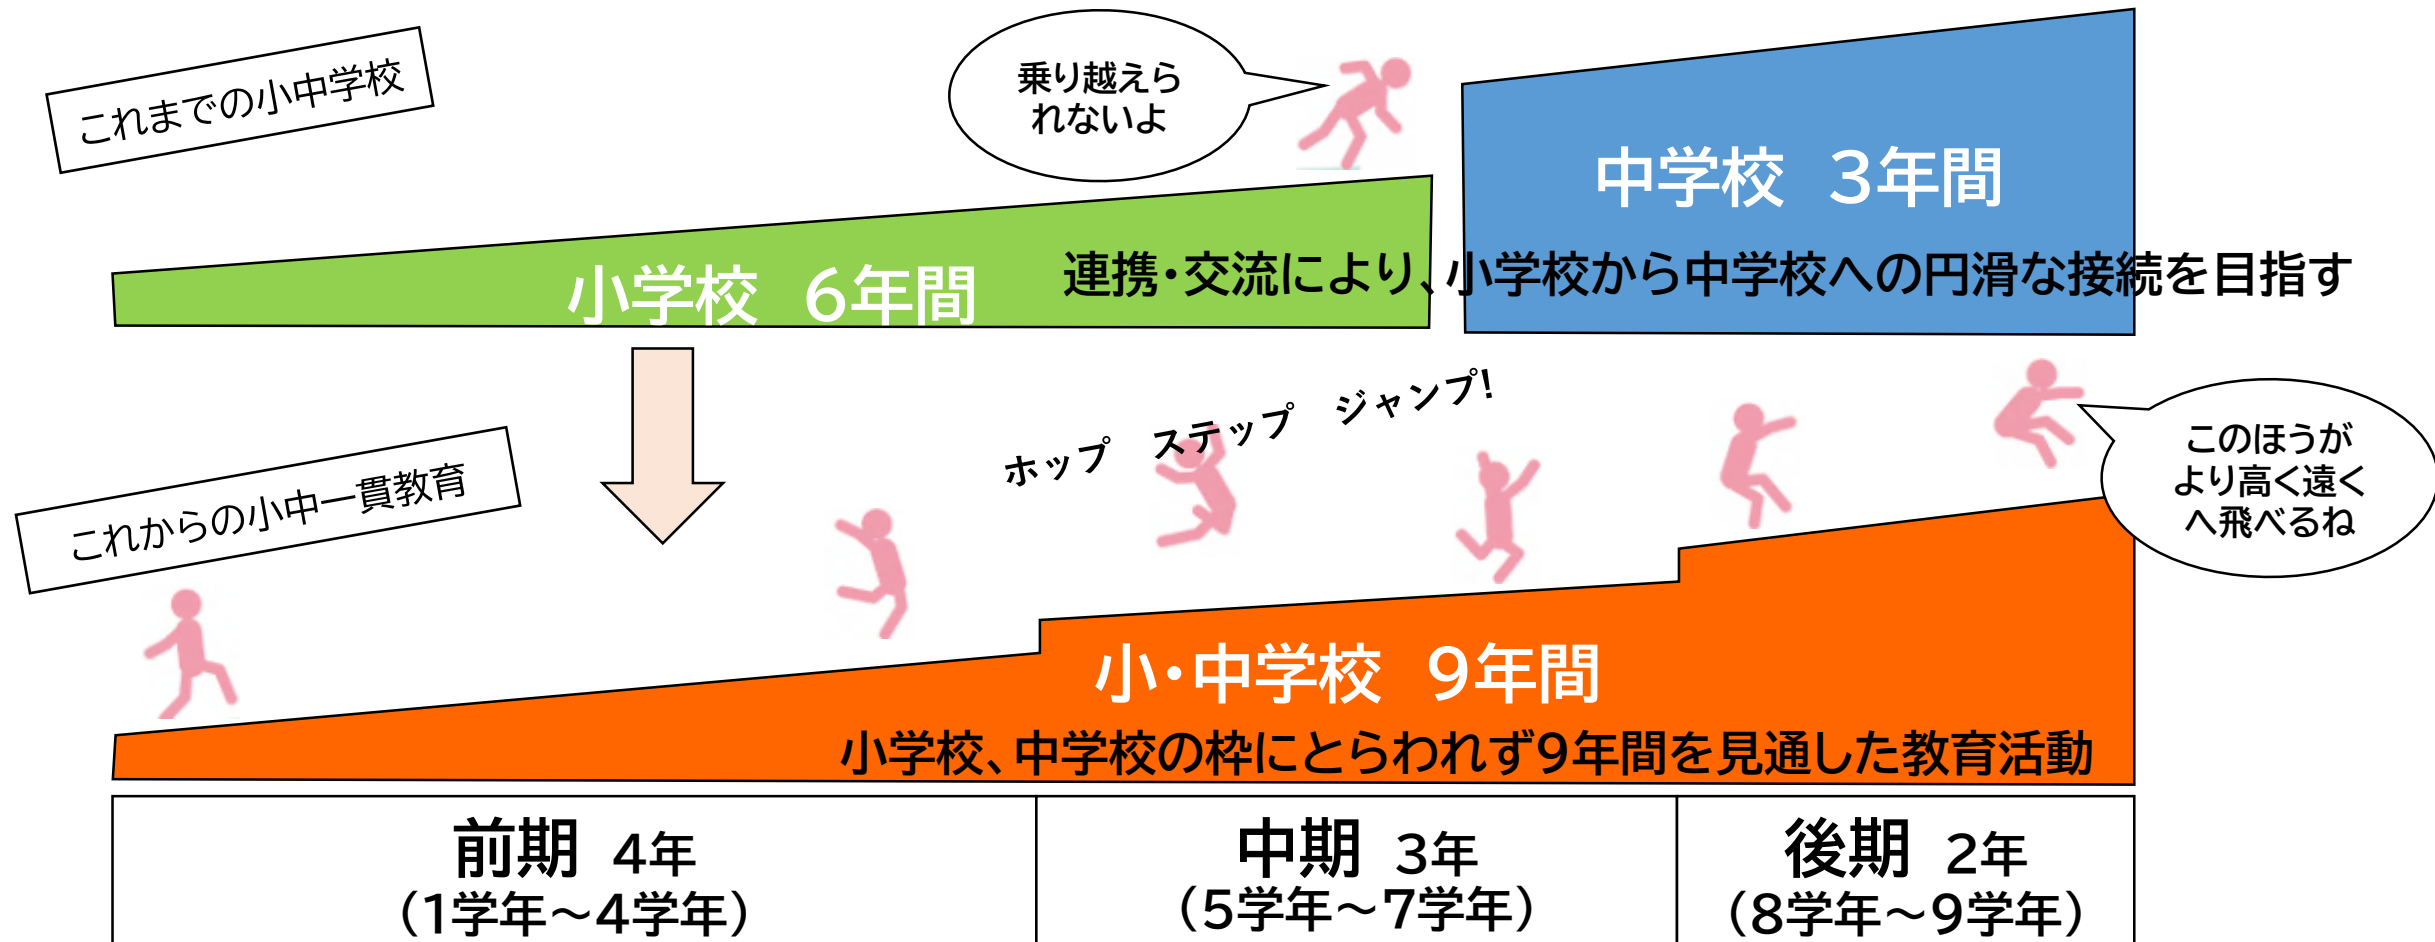 これまでの小中学校
乗り越えら
れないよ
中学校　3年間
小学校　6年間
連携・交流により、小学校から中学校への円滑な接続を目指す
ホップ　ステップ　ジャンプ!
これからの小中一貫教育
このほうが
より高く遠く
へ飛べるね
小・中学校　9年間
小学校、中学校の枠にとらわれず9年間を見通した教育活動
前期 4年
(1学年～4学年)
中期 3年
(5学年～7学年)
後期 2年
(8学年～9学年)